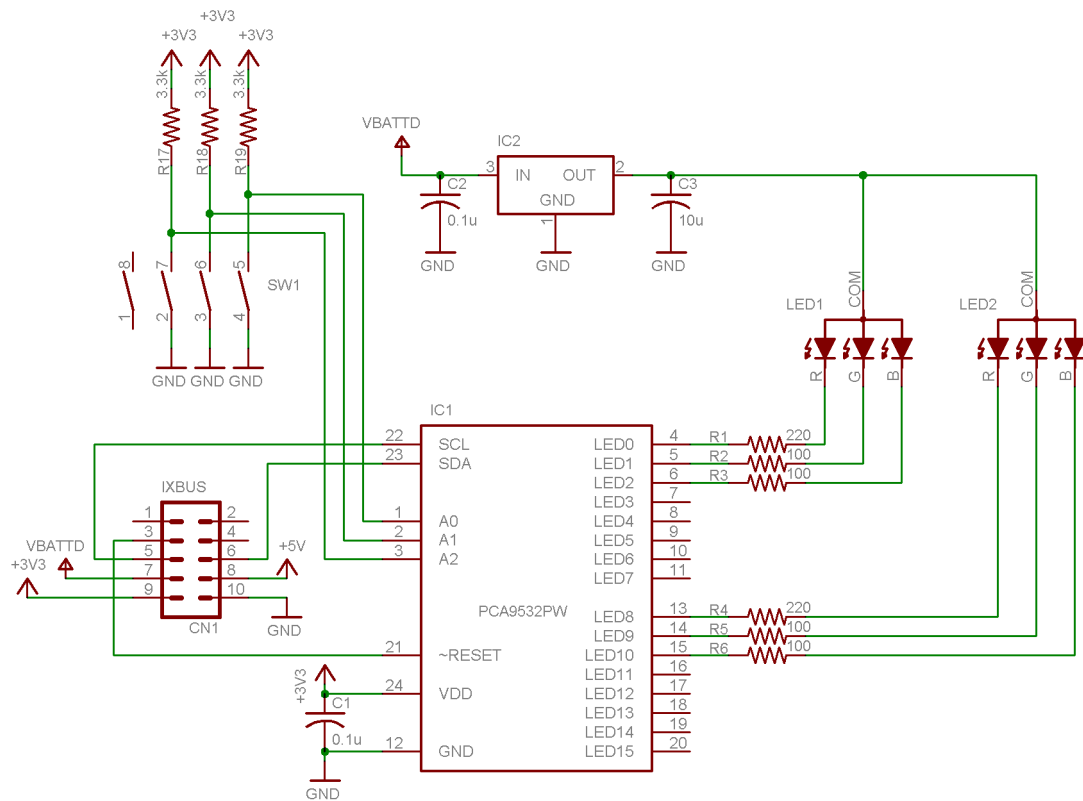 +3V3
+3V3 +3V3
3.3k 3.3k 3.3k
R17 R18 R19
VBATTD
IC2
3 IN OUT 2
GND
1
C2
0.1u
C3
10u
GND GND GND
8 7 6 5
SW1
1 2 3 4
GND GND GND
COM COM
LED1 LED2
R G B R G B
IC1
22 SCL LED0 4 R1 220
23 SDA LED1 5 R2 100
LED2 6 R3 100
IXBUS
LED3 7
1 2 1 A0 LED4 8
3 4 2 A1 LED5 9
VBATTD +5V
5 6 3 A2 LED6 10
+3V3
7 8 LED7 11
9 10
PCA9532PW
LED8 13 R4 220
CN1 GND
LED9 14 R5 100
21 ~RESET LED10 15 R6 100
LED11 16
+3V3
24 VDD LED12 17
C1
LED13 18
0.1u
LED14 19
12 GND LED15 20
GND